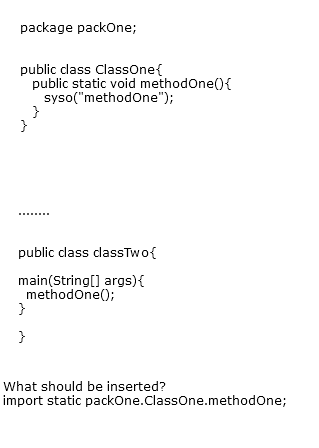 package packOne;
public class ClassOne{
public static void methodOne(){
syso("methodOne");
}
}
........
public class classTwo{
main(String[] args){
methodOne();
}
}
What should be inserted?
import static packOne.ClassOne.methodOne;